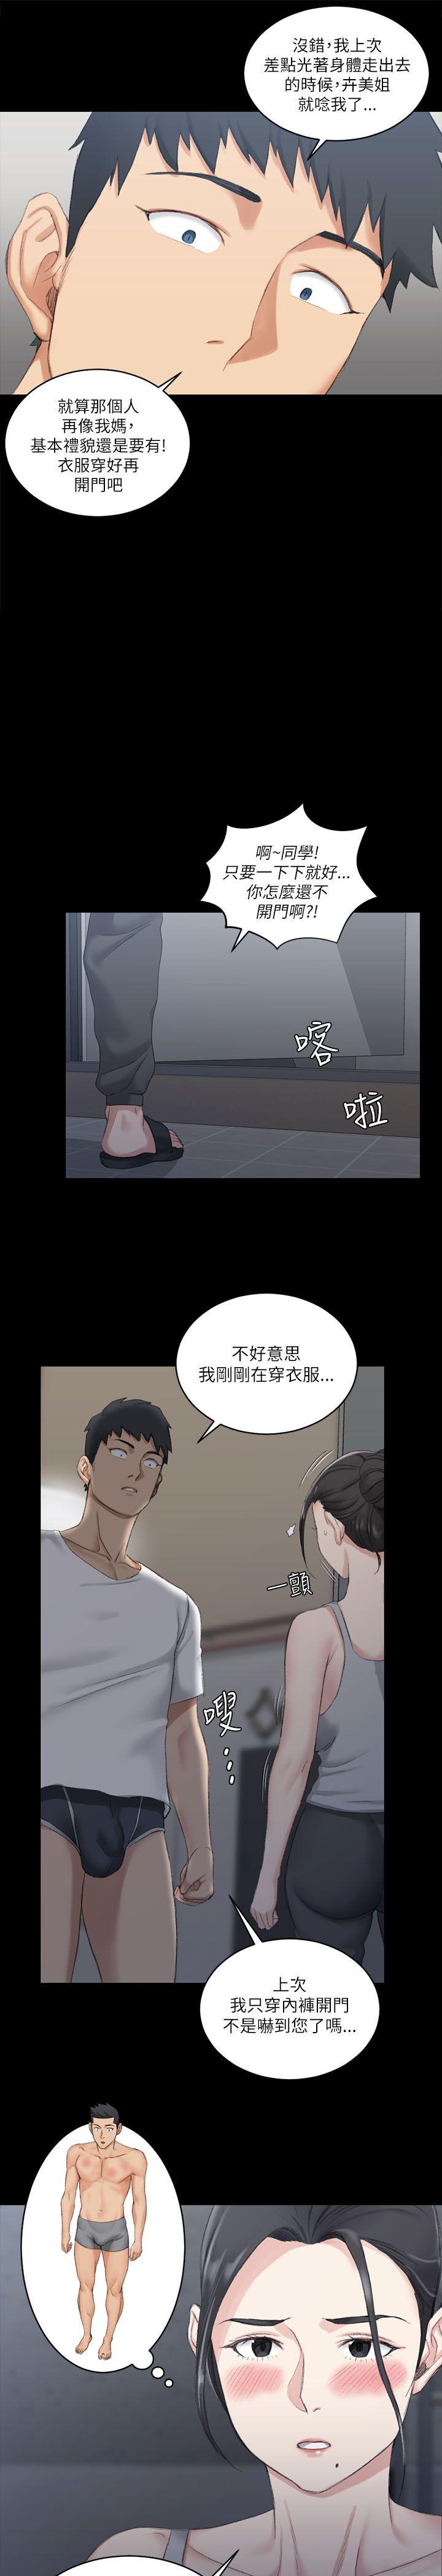 沒錯，我上次
差點光著身體走出去
的時候，卉美姐
就唸我了...
就算那個人
再像我媽，
基本禮貌還是要有!
衣服穿好再
開門吧
啊~同學!
只要一下下就好...
你怎麼還不
開門啊?!
喀
啦
不好意思
我剛剛在穿衣服...
一顫
嗖...
上次
我只穿內褲開門
不是嚇到您了嗎...